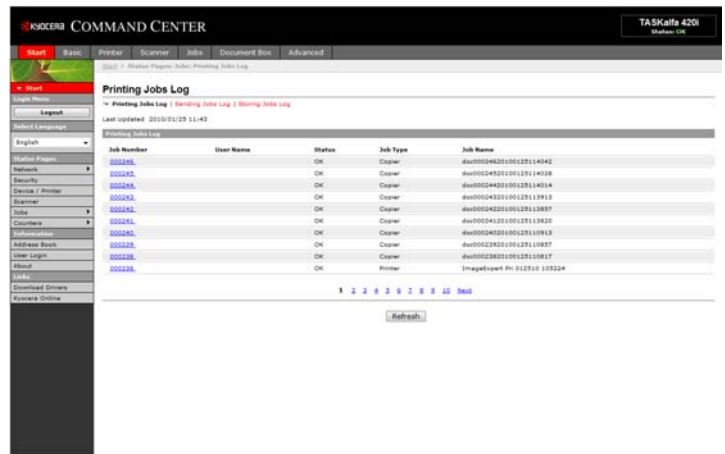 KYOCERA COMMAND CENTER
TASKalfa 420i
Status: OK
Start Basic Printer Scanner Jobs Document Box Advanced
Start > Status Pages: Jobs: Printing Jobs Log
Start
Login Menu
Logout
Select Language
English
Status Pages
Network
Security
Device / Printer
Scanner
Jobs
Counters
Information
Address Book
User Login
About
Links
Download Drivers
Kyocera Online
Printing Jobs Log
Printing Jobs Log | Sending Jobs Log | Storing Jobs Log
Last Updated 2010/01/25 11:43
Printing Jobs Log
Job Number User Name Status Job Type Job Name
000246 OK Copier doc00024620100125114042
000245 OK Copier doc00024520100125114028
000244 OK Copier doc00024420100125114014
000243 OK Copier doc00024320100125113913
000242 OK Copier doc00024220100125113857
000241 OK Copier doc00024120100125113820
000240 OK Copier doc00024020100125110913
000239 OK Copier doc00023920100125110857
000238 OK Copier doc00023820100125110817
000236 OK Printer ImageExpert Pri 012510 105224
1 2 3 4 5 6 7 8 9 10 Next
Refresh